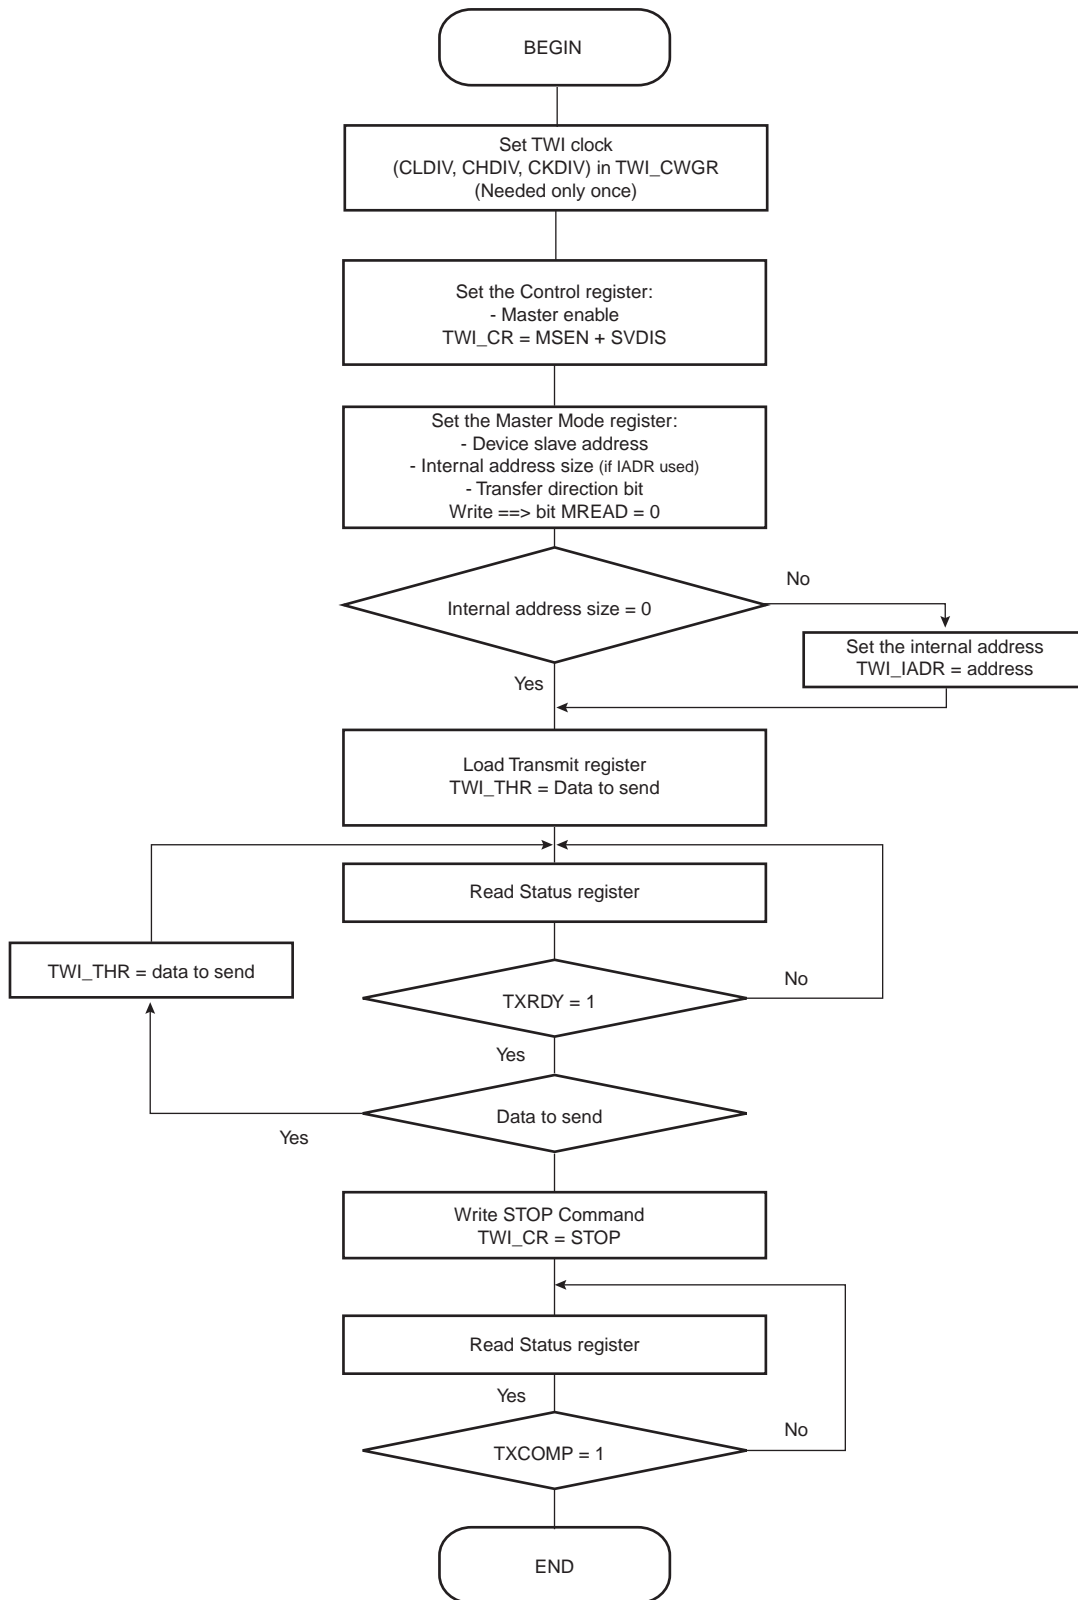 BEGIN
Set TWI clock
(CLDIV, CHDIV, CKDIV) in TWI_CWGR
(Needed only once)
Set the Control register:
- Master enable
TWI_CR = MSEN + SVDIS
Set the Master Mode register:
- Device slave address
- Internal address size (if IADR used)
- Transfer direction bit
Write ==> bit MREAD = 0
No
Internal address size = 0
Set the internal address
TWI_IADR = address
Yes
Load Transmit register
TWI_THR = Data to send
Read Status register
TWI_THR = data to send
No
TXRDY = 1
Yes
Data to send
Yes
Write STOP Command
TWI_CR = STOP
Read Status register
Yes
No
TXCOMP = 1
END